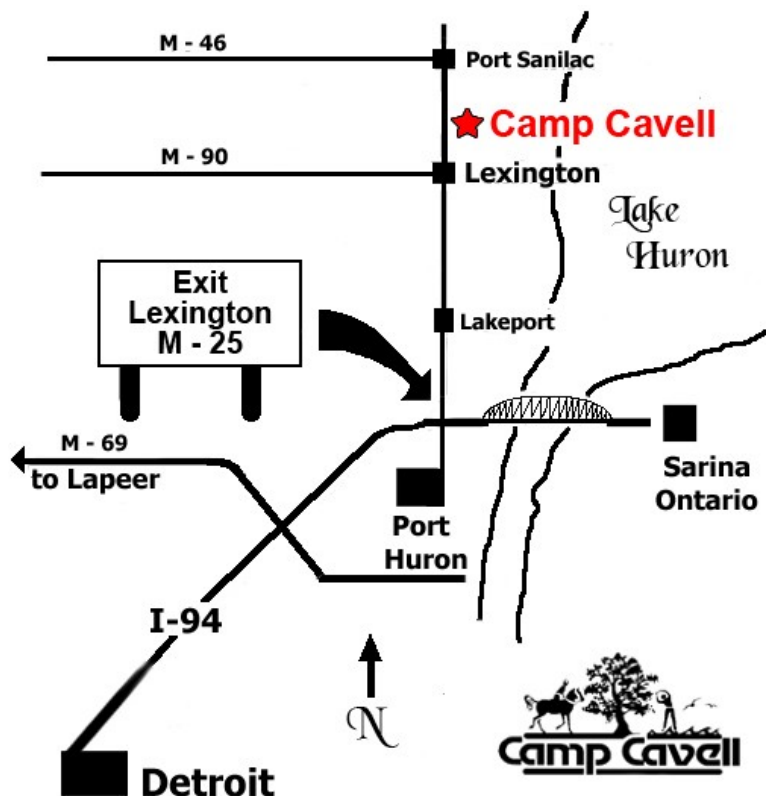 M - 46
Port Sanilac
Camp Cavell
M - 90
Lexington
Lake
Huron
Exit
Lexington
M - 25
Lakeport
M - 69
to Lapeer
Sarina
Ontario
Port
Huron
I-94
N
Camp Cavell
Detroit